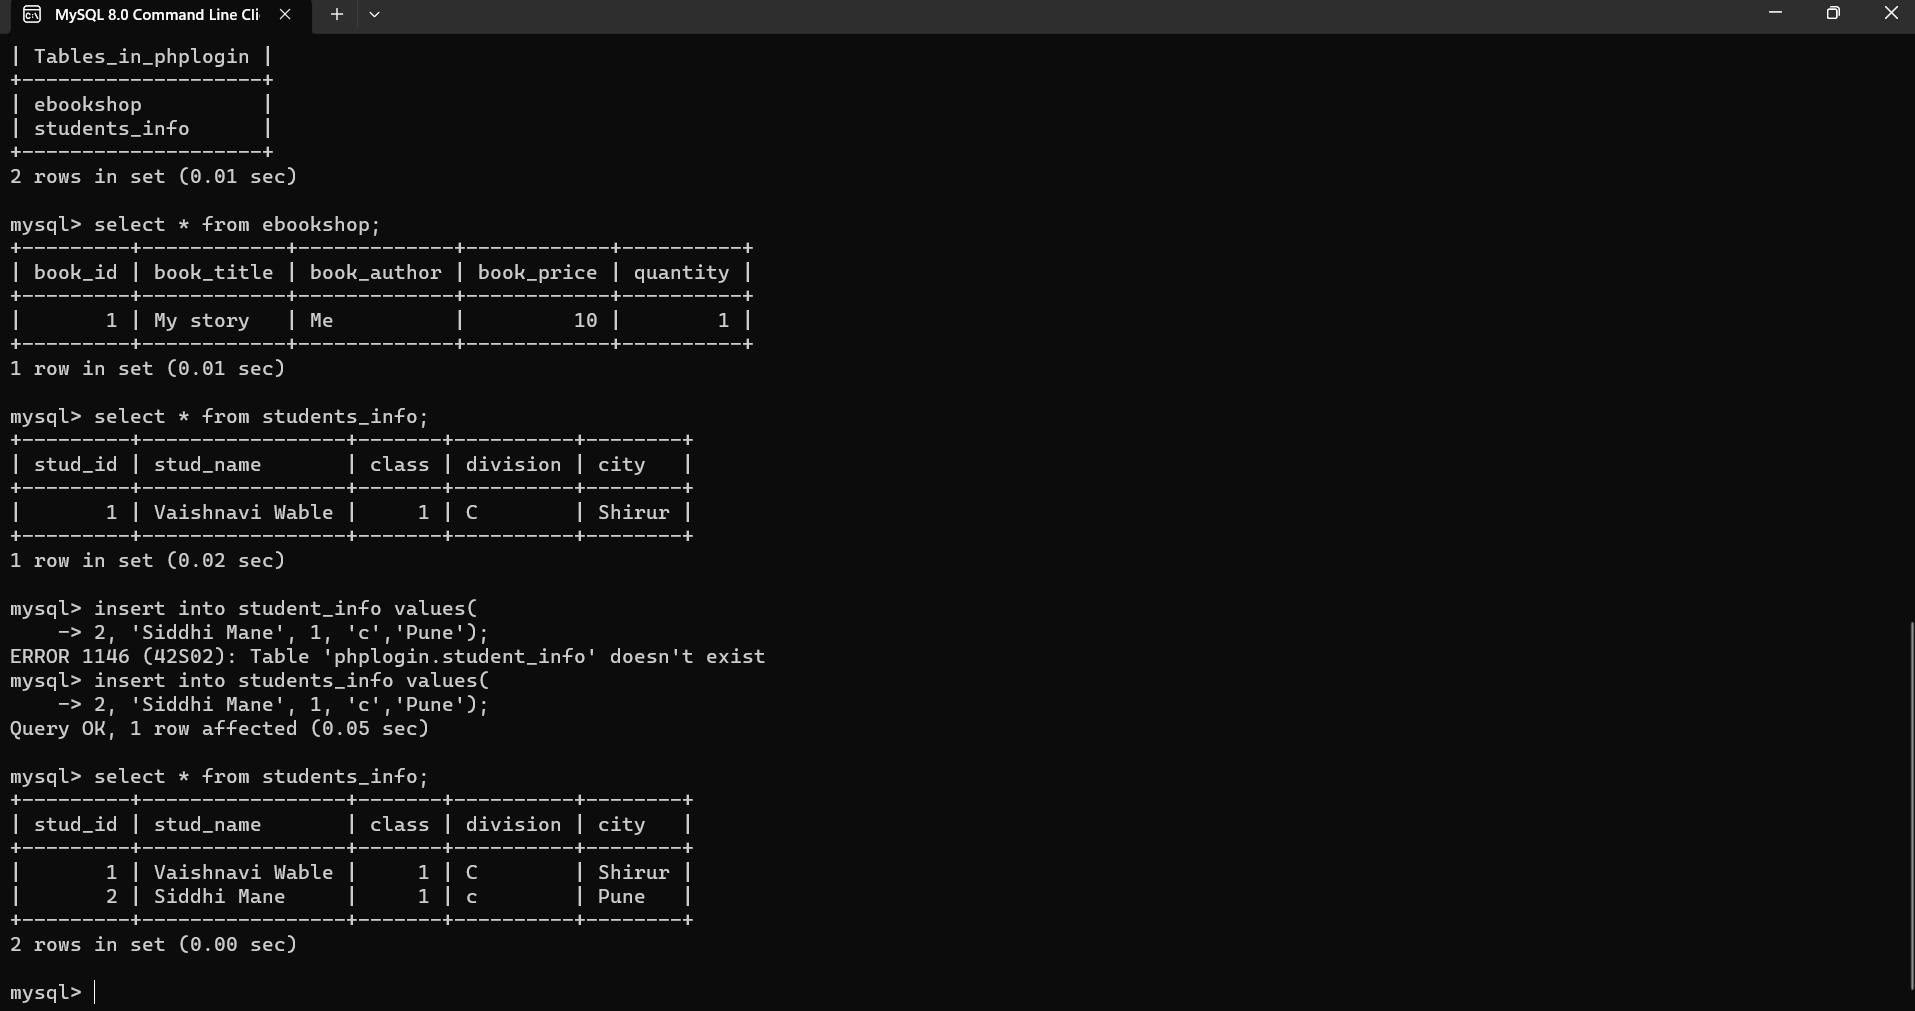 MySQL 8.0 Command Line Cli
| Tables_in_phplogin |
+--------------------+
| ebookshop          |
| students_info      |
+--------------------+
2 rows in set (0.01 sec)

mysql> select * from ebookshop;
+---------+------------+-------------+------------+----------+
| book_id | book_title | book_author | book_price | quantity |
+---------+------------+-------------+------------+----------+
|       1 | My story   | Me          |         10 |        1 |
+---------+------------+-------------+------------+----------+
1 row in set (0.01 sec)

mysql> select * from students_info;
+---------+-----------------+-------+----------+--------+
| stud_id | stud_name       | class | division | city   |
+---------+-----------------+-------+----------+--------+
|       1 | Vaishnavi Wable |     1 | C        | Shirur |
+---------+-----------------+-------+----------+--------+
1 row in set (0.02 sec)

mysql> insert into student_info values(
    -> 2, 'Siddhi Mane', 1, 'c','Pune');
ERROR 1146 (42S02): Table 'phplogin.student_info' doesn't exist
mysql> insert into students_info values(
    -> 2, 'Siddhi Mane', 1, 'c','Pune');
Query OK, 1 row affected (0.05 sec)

mysql> select * from students_info;
+---------+-----------------+-------+----------+--------+
| stud_id | stud_name       | class | division | city   |
+---------+-----------------+-------+----------+--------+
|       1 | Vaishnavi Wable |     1 | C        | Shirur |
|       2 | Siddhi Mane     |     1 | c        | Pune   |
+---------+-----------------+-------+----------+--------+
2 rows in set (0.00 sec)

mysql>